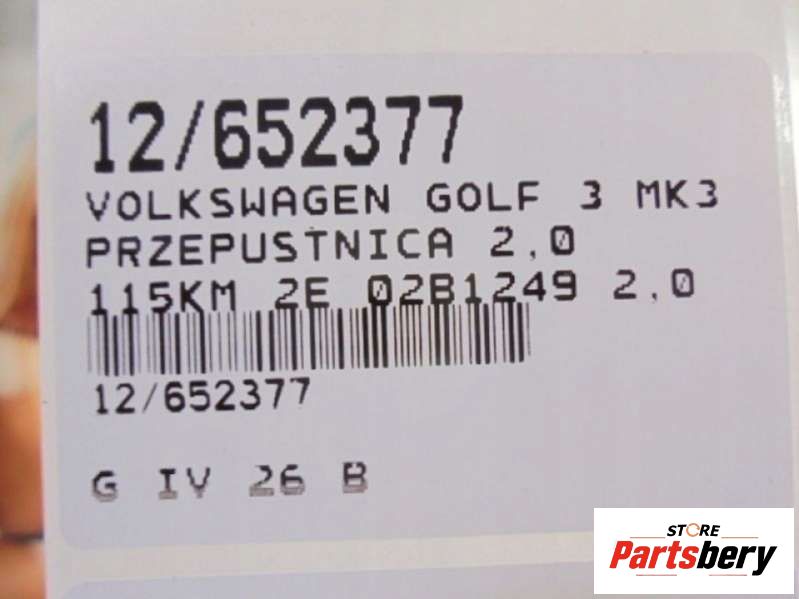 12/652377
VOLKSWAGEN GOLF 3 MK3
PRZEPUSTNICA 2,0
115KM 2E 02B1249 2,0
12/652377
G IV 26 B
STORE
Partsbery